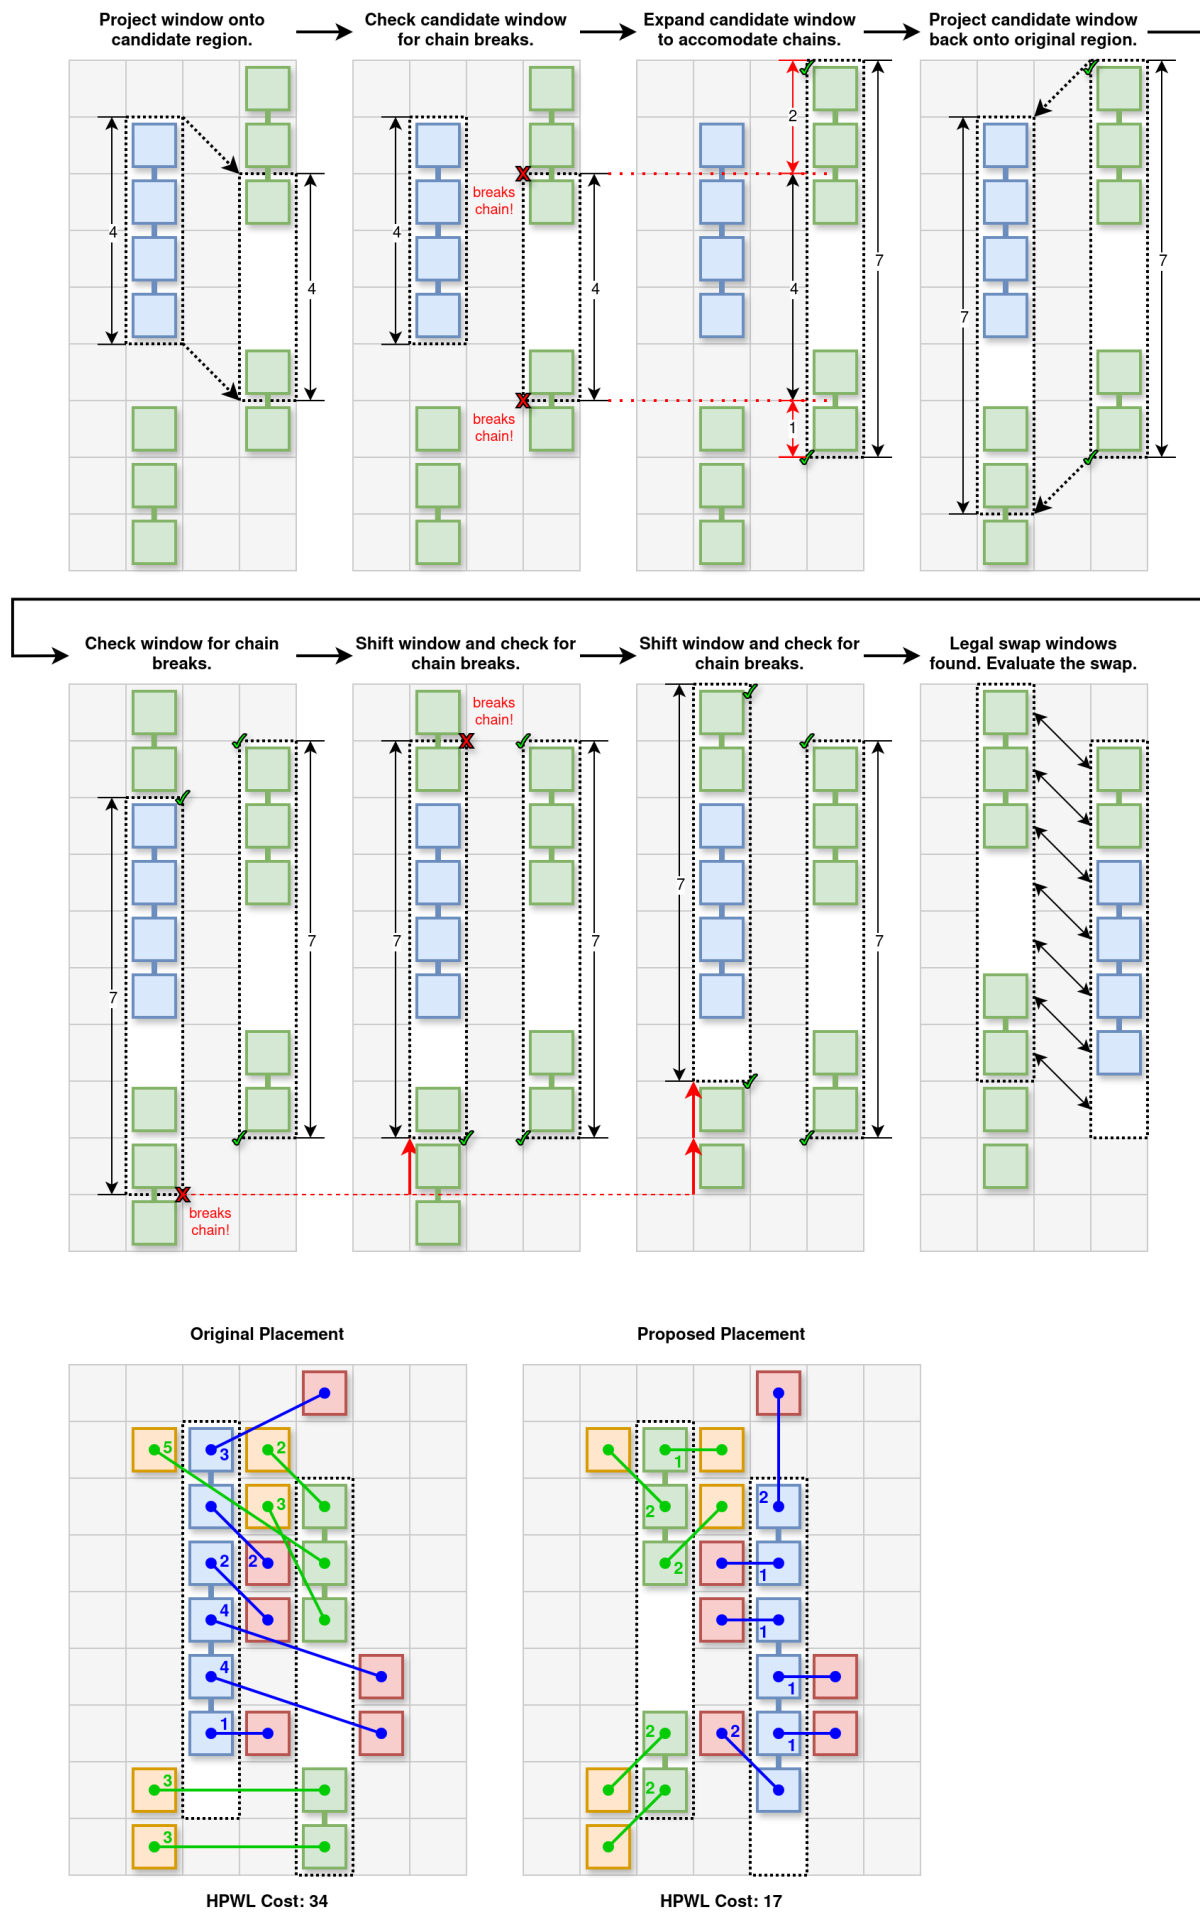 Project window onto
candidate region.
Check candidate window
for chain breaks.
Expand candidate window
to accomodate chains.
Project candidate window
back onto original region.
4
4
4
breaks
chain!
4
breaks
chain!
2
4
1
7
7
7
Check window for chain
breaks.
Shift window and check for
chain breaks.
Shift window and check for
chain breaks.
Legal swap windows
found. Evaluate the swap.
7
7
breaks
chain!
breaks
chain!
7
7
7
7
Original Placement
5
3
2
3
2
2
4
4
1
3
3
HPWL Cost: 34
Proposed Placement
1
2
2
2
1
1
1
1
2
2
2
HPWL Cost: 17